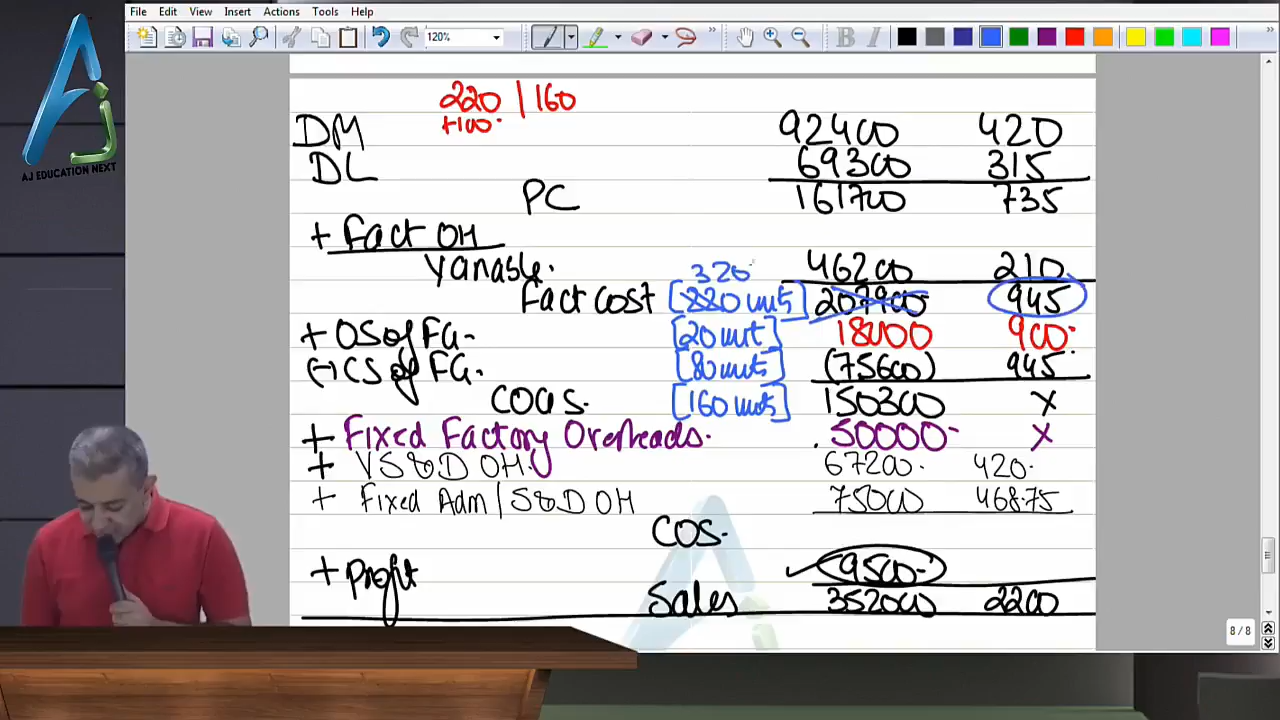 File Edit View Insert Actions Tools Help
120%
B I
AJ EDUCATION NEXT
220 | 160
+100
DM 92400 420
DL 69300 315
PC 161700 735
+ Fact OH
Variable 46200 210
320
Fact cost [220 units] 207900 945
+ OS of FG. [20 unit] 18000 900
(-) CS of FG. [80 units] (75600) 945
COGS. [160 units] 150300 X
+ Fixed Factory Overheads. 50000 X
+ VS&D OH. 67200 420
+ Fixed Adm/S&D OH 75000 468.75
COS.
+ Profit 9500
Sales 352000 2200
8 / 8